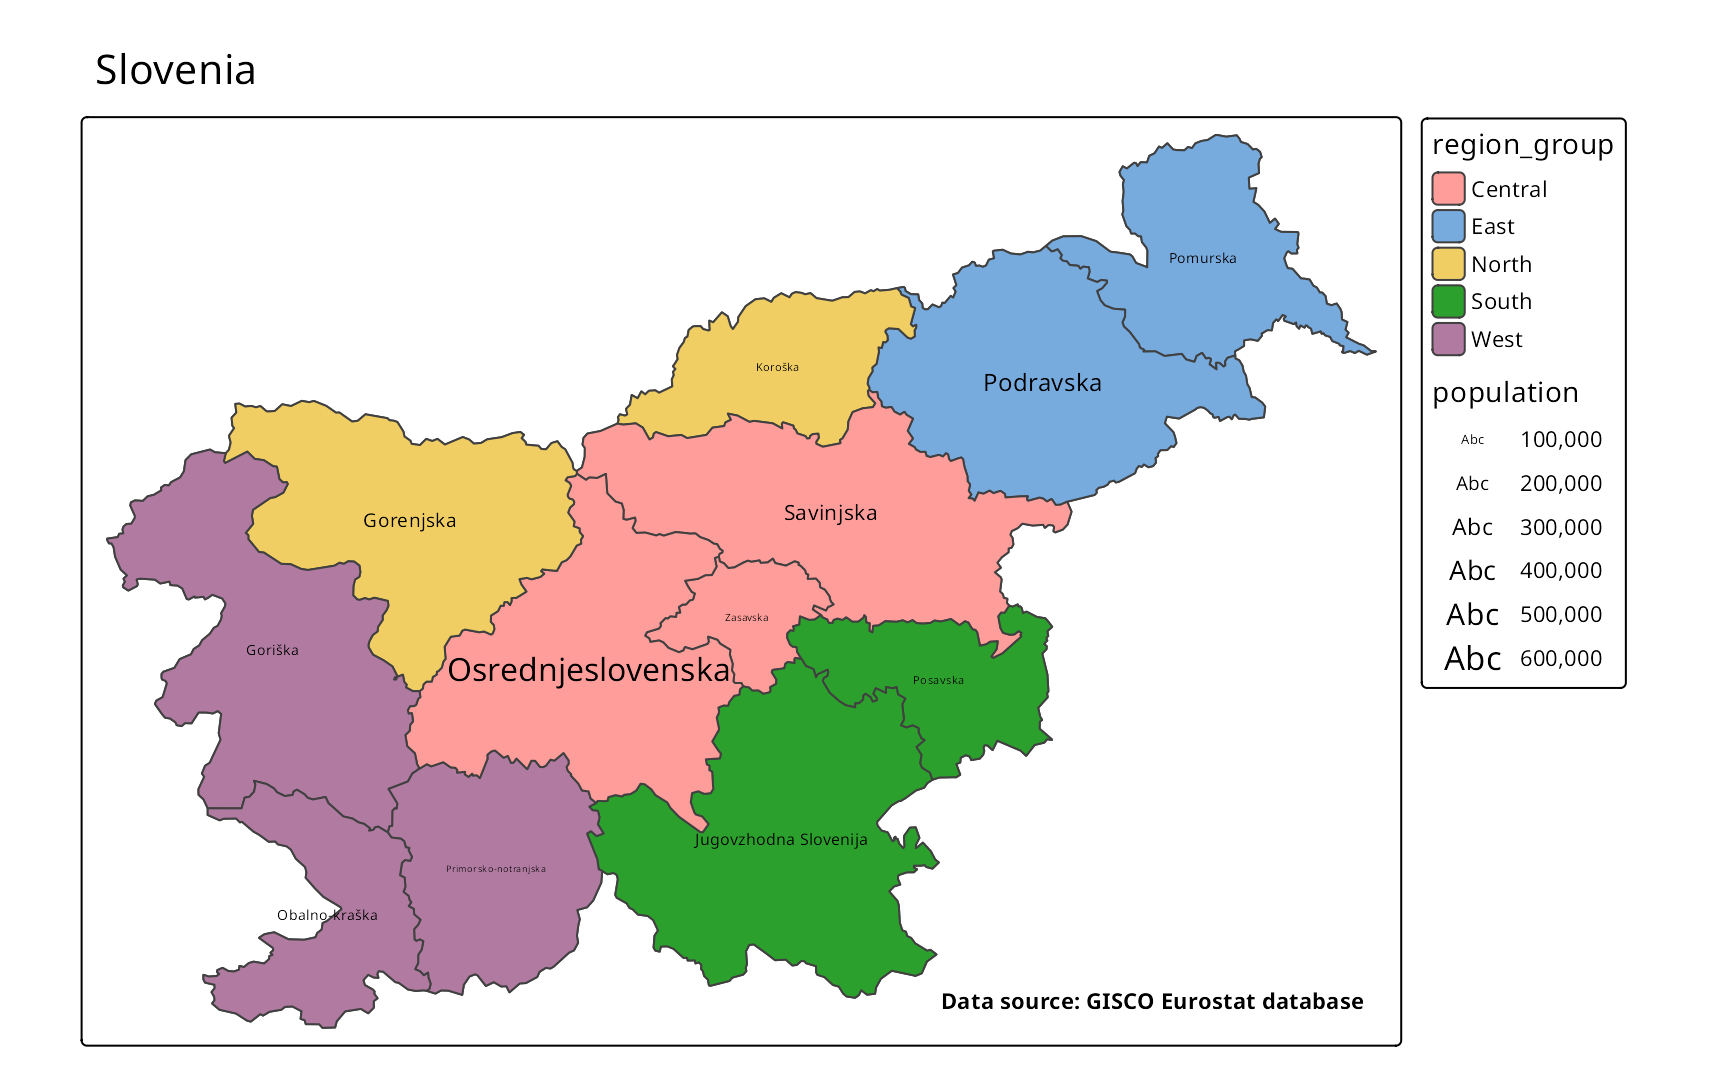 Slovenia
Pomurska
Koroška
Podravska
Gorenjska
Savinjska
Zasavska
Goriška
Osrednjeslovenska
Posavska
Jugovzhodna Slovenija
Primorsko-notranjska
Obalno-kraška
Data source: GISCO Eurostat database
region_group
Central
East
North
South
West
population
Abc 100,000
Abc 200,000
Abc 300,000
Abc 400,000
Abc 500,000
Abc 600,000